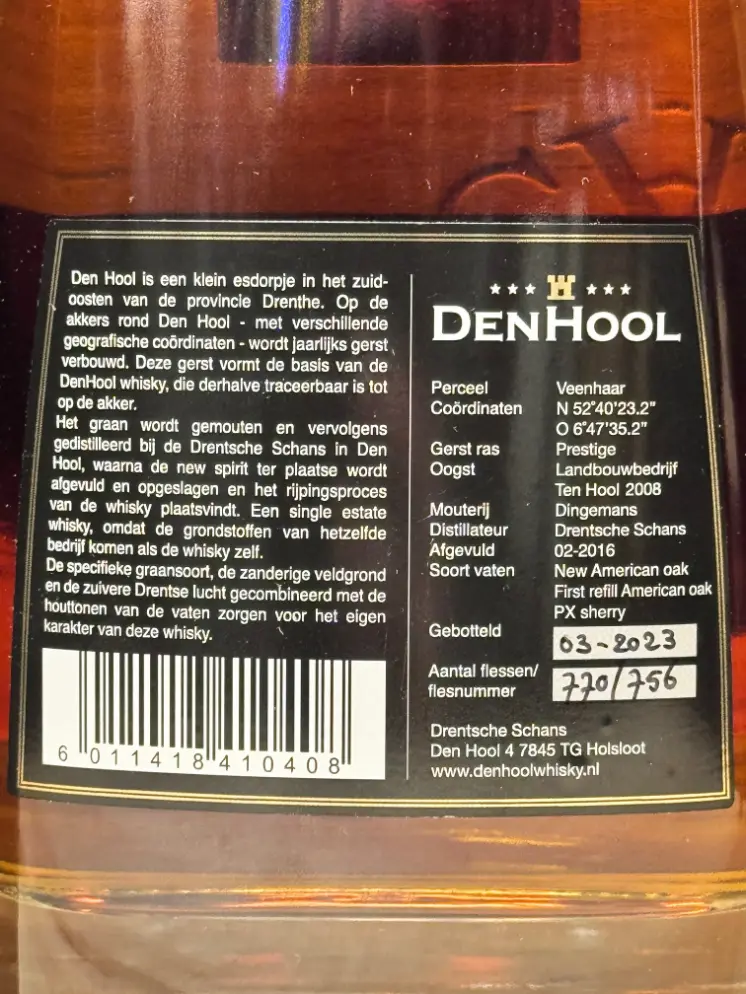 Den Hool is een klein esdorpje in het zuid-
oosten van de provincie Drenthe. Op de
akkers rond Den Hool - met verschillende
geografische coördinaten - wordt jaarlijks gerst
verbouwd. Deze gerst vormt de basis van de
DenHool whisky, die derhalve traceerbaar is tot
op de akker.
Het graan wordt gemouten en vervolgens
gedistilleerd bij de Drentsche Schans in Den
Hool, waarna de new spirit ter plaatse wordt
afgevuld en opgeslagen en het rijpingsproces
van de whisky plaatsvindt. Een single estate
whisky, omdat de grondstoffen van hetzelfde
bedrijf komen als de whisky zelf.
De specifieke graansoort, de zanderige veldgrond
en de zuivere Drentse lucht gecombineerd met de
houttonen van de vaten zorgen voor het eigen
karakter van deze whisky.
6 011418 410408
DENHOOL
Perceel Veenhaar
Coördinaten N 52°40'23.2"
O 6°47'35.2"
Gerst ras Prestige
Oogst Landbouwbedrijf
Ten Hool 2008
Mouterij Dingemans
Distillateur Drentsche Schans
Afgevuld 02-2016
Soort vaten New American oak
First refill American oak
PX sherry
Gebotteld 03-2023
Aantal flessen/
flesnummer 770/756
Drentsche Schans
Den Hool 4 7845 TG Holsloot
www.denhoolwhisky.nl